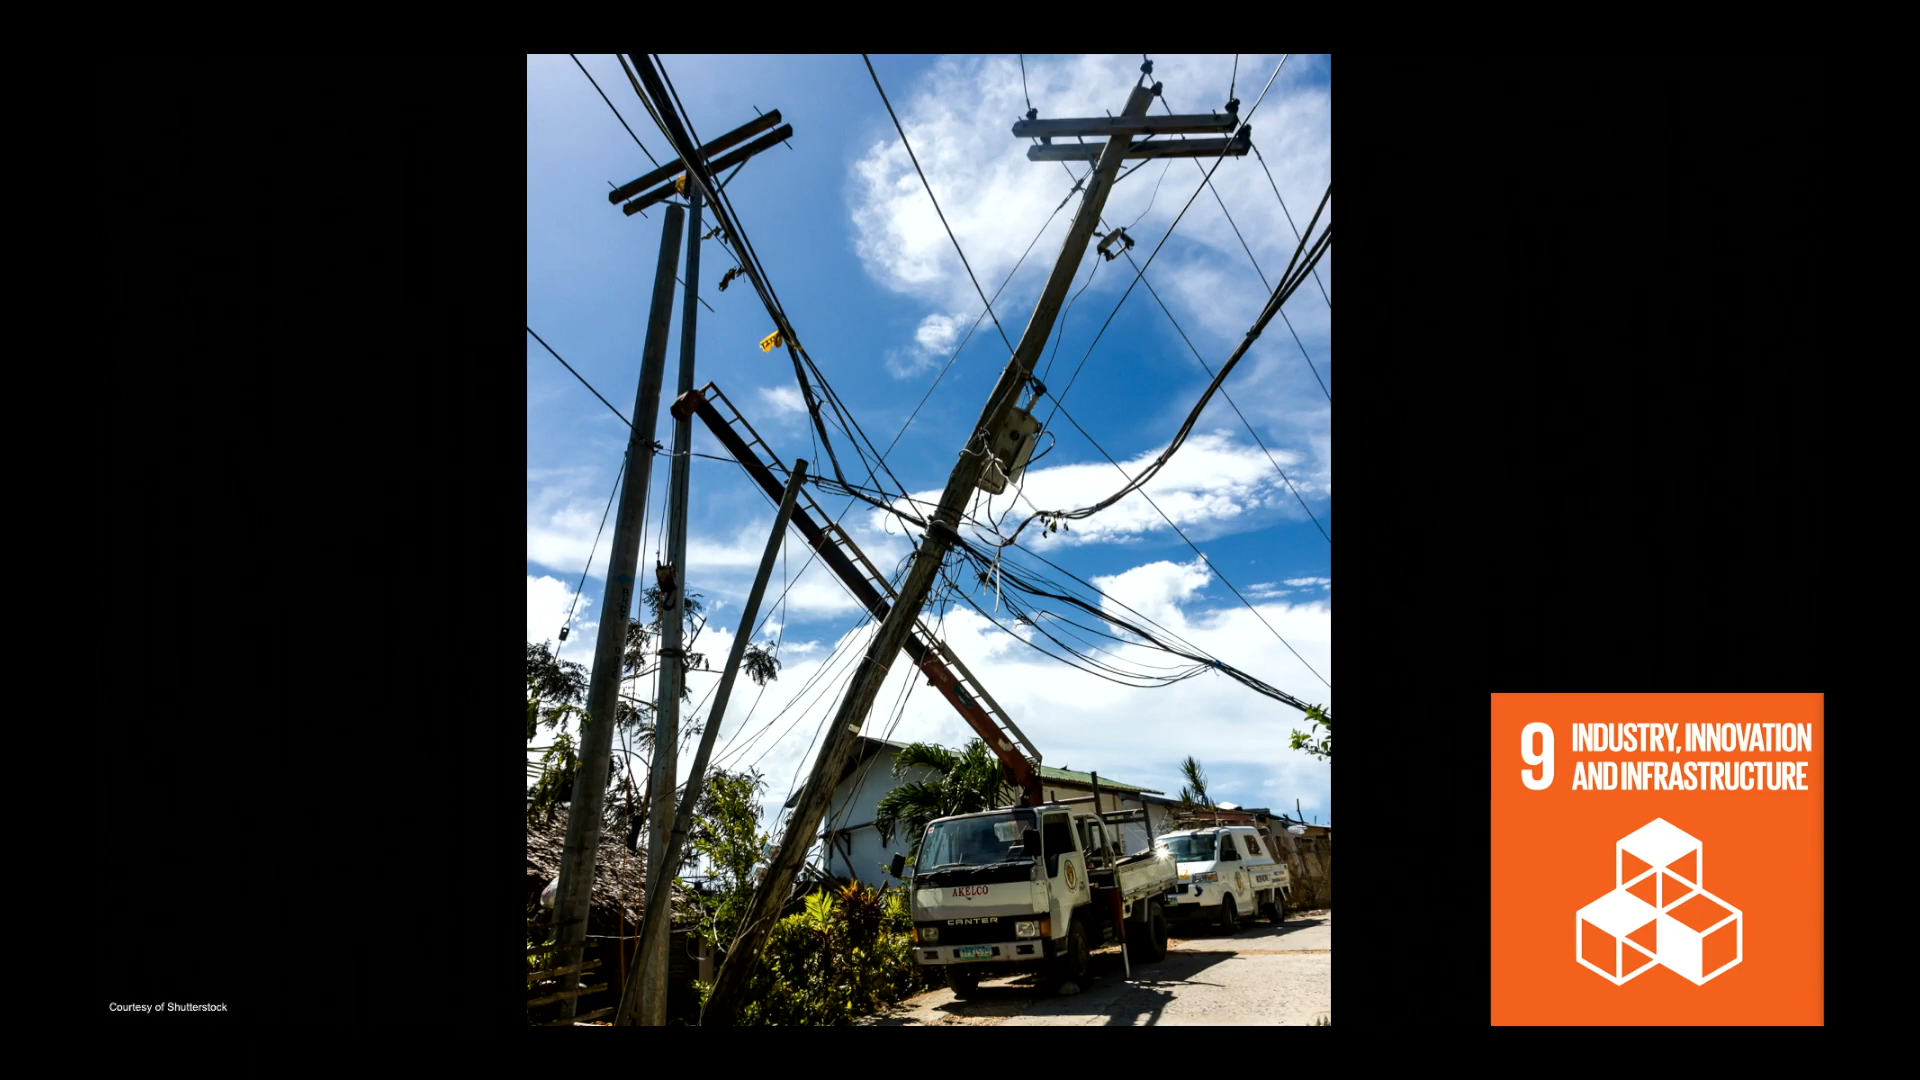 AKELCO
CANTER
9 INDUSTRY, INNOVATION
AND INFRASTRUCTURE
Courtesy of Shutterstock